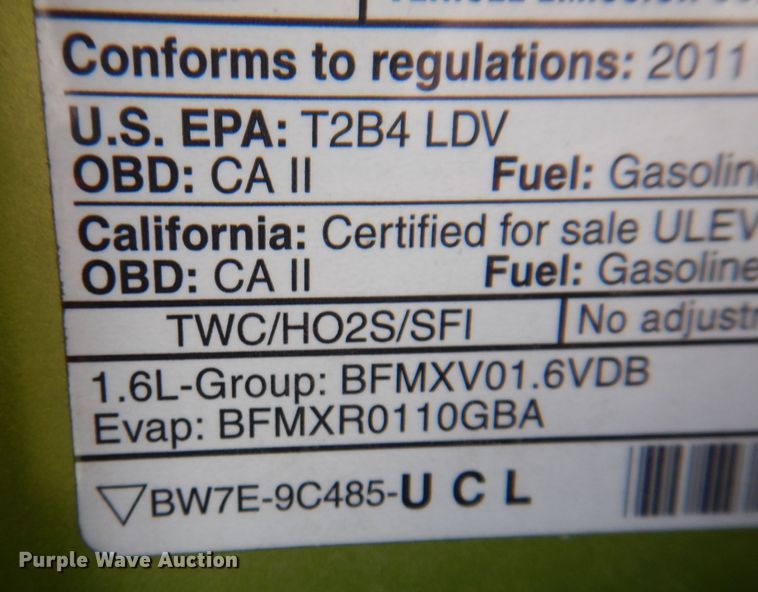 Conforms to regulations: 2011
U.S. EPA: T2B4 LDV
OBD: CA II Fuel: Gasolin
California: Certified for sale ULEV
OBD: CA II Fuel: Gasoline
TWC/HO2S/SFI No adjustr
1.6L-Group: BFMXV01.6VDB
Evap: BFMXR0110GBA
BW7E-9C485-U C L
Purple Wave Auction